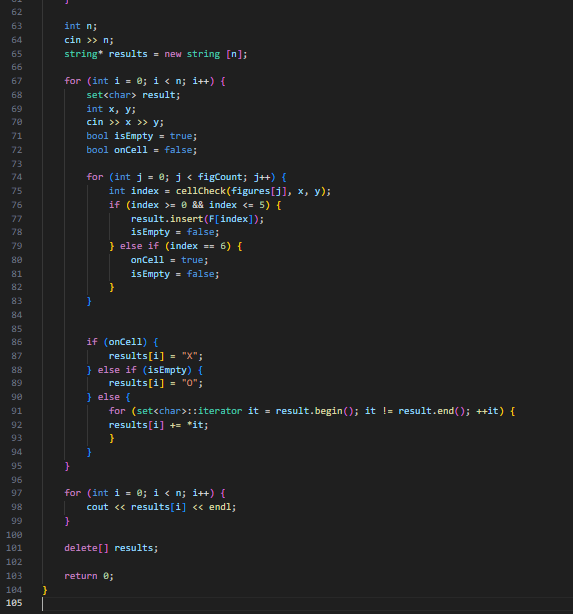 61 }
62
63 int n;
64 cin >> n;
65 string* results = new string [n];
66
67 for (int i = 0; i < n; i++) {
68 set<char> result;
69 int x, y;
70 cin >> x >> y;
71 bool isEmpty = true;
72 bool onCell = false;
73
74 for (int j = 0; j < figCount; j++) {
75 int index = cellCheck(figures[j], x, y);
76 if (index >= 0 && index <= 5) {
77 result.insert(F[index]);
78 isEmpty = false;
79 } else if (index == 6) {
80 onCell = true;
81 isEmpty = false;
82 }
83 }
84
85
86 if (onCell) {
87 results[i] = "X";
88 } else if (isEmpty) {
89 results[i] = "O";
90 } else {
91 for (set<char>::iterator it = result.begin(); it != result.end(); ++it) {
92 results[i] += *it;
93 }
94 }
95 }
96
97 for (int i = 0; i < n; i++) {
98 cout << results[i] << endl;
99 }
100
101 delete[] results;
102
103 return 0;
104 }
105